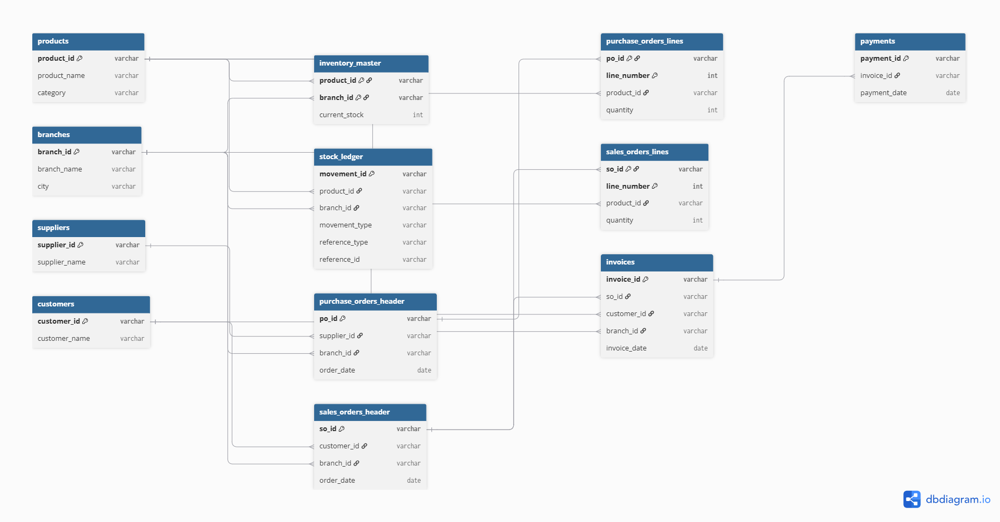 products
product_id varchar
product_name varchar
category varchar
branches
branch_id varchar
branch_name varchar
city varchar
suppliers
supplier_id varchar
supplier_name varchar
customers
customer_id varchar
customer_name varchar
inventory_master
product_id varchar
branch_id varchar
current_stock int
stock_ledger
movement_id varchar
product_id varchar
branch_id varchar
movement_type varchar
reference_type varchar
reference_id varchar
purchase_orders_header
po_id varchar
supplier_id varchar
branch_id varchar
order_date date
sales_orders_header
so_id varchar
customer_id varchar
branch_id varchar
order_date date
purchase_orders_lines
po_id varchar
line_number int
product_id varchar
quantity int
sales_orders_lines
so_id varchar
line_number int
product_id varchar
quantity int
invoices
invoice_id varchar
so_id varchar
customer_id varchar
branch_id varchar
invoice_date date
payments
payment_id varchar
invoice_id varchar
payment_date date
dbdiagram.io